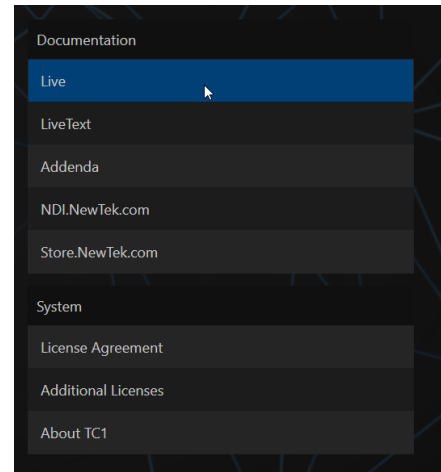 Documentation
Live
LiveText
Addenda
NDI.NewTek.com
Store.NewTek.com
System
License Agreement
Additional Licenses
About TC1